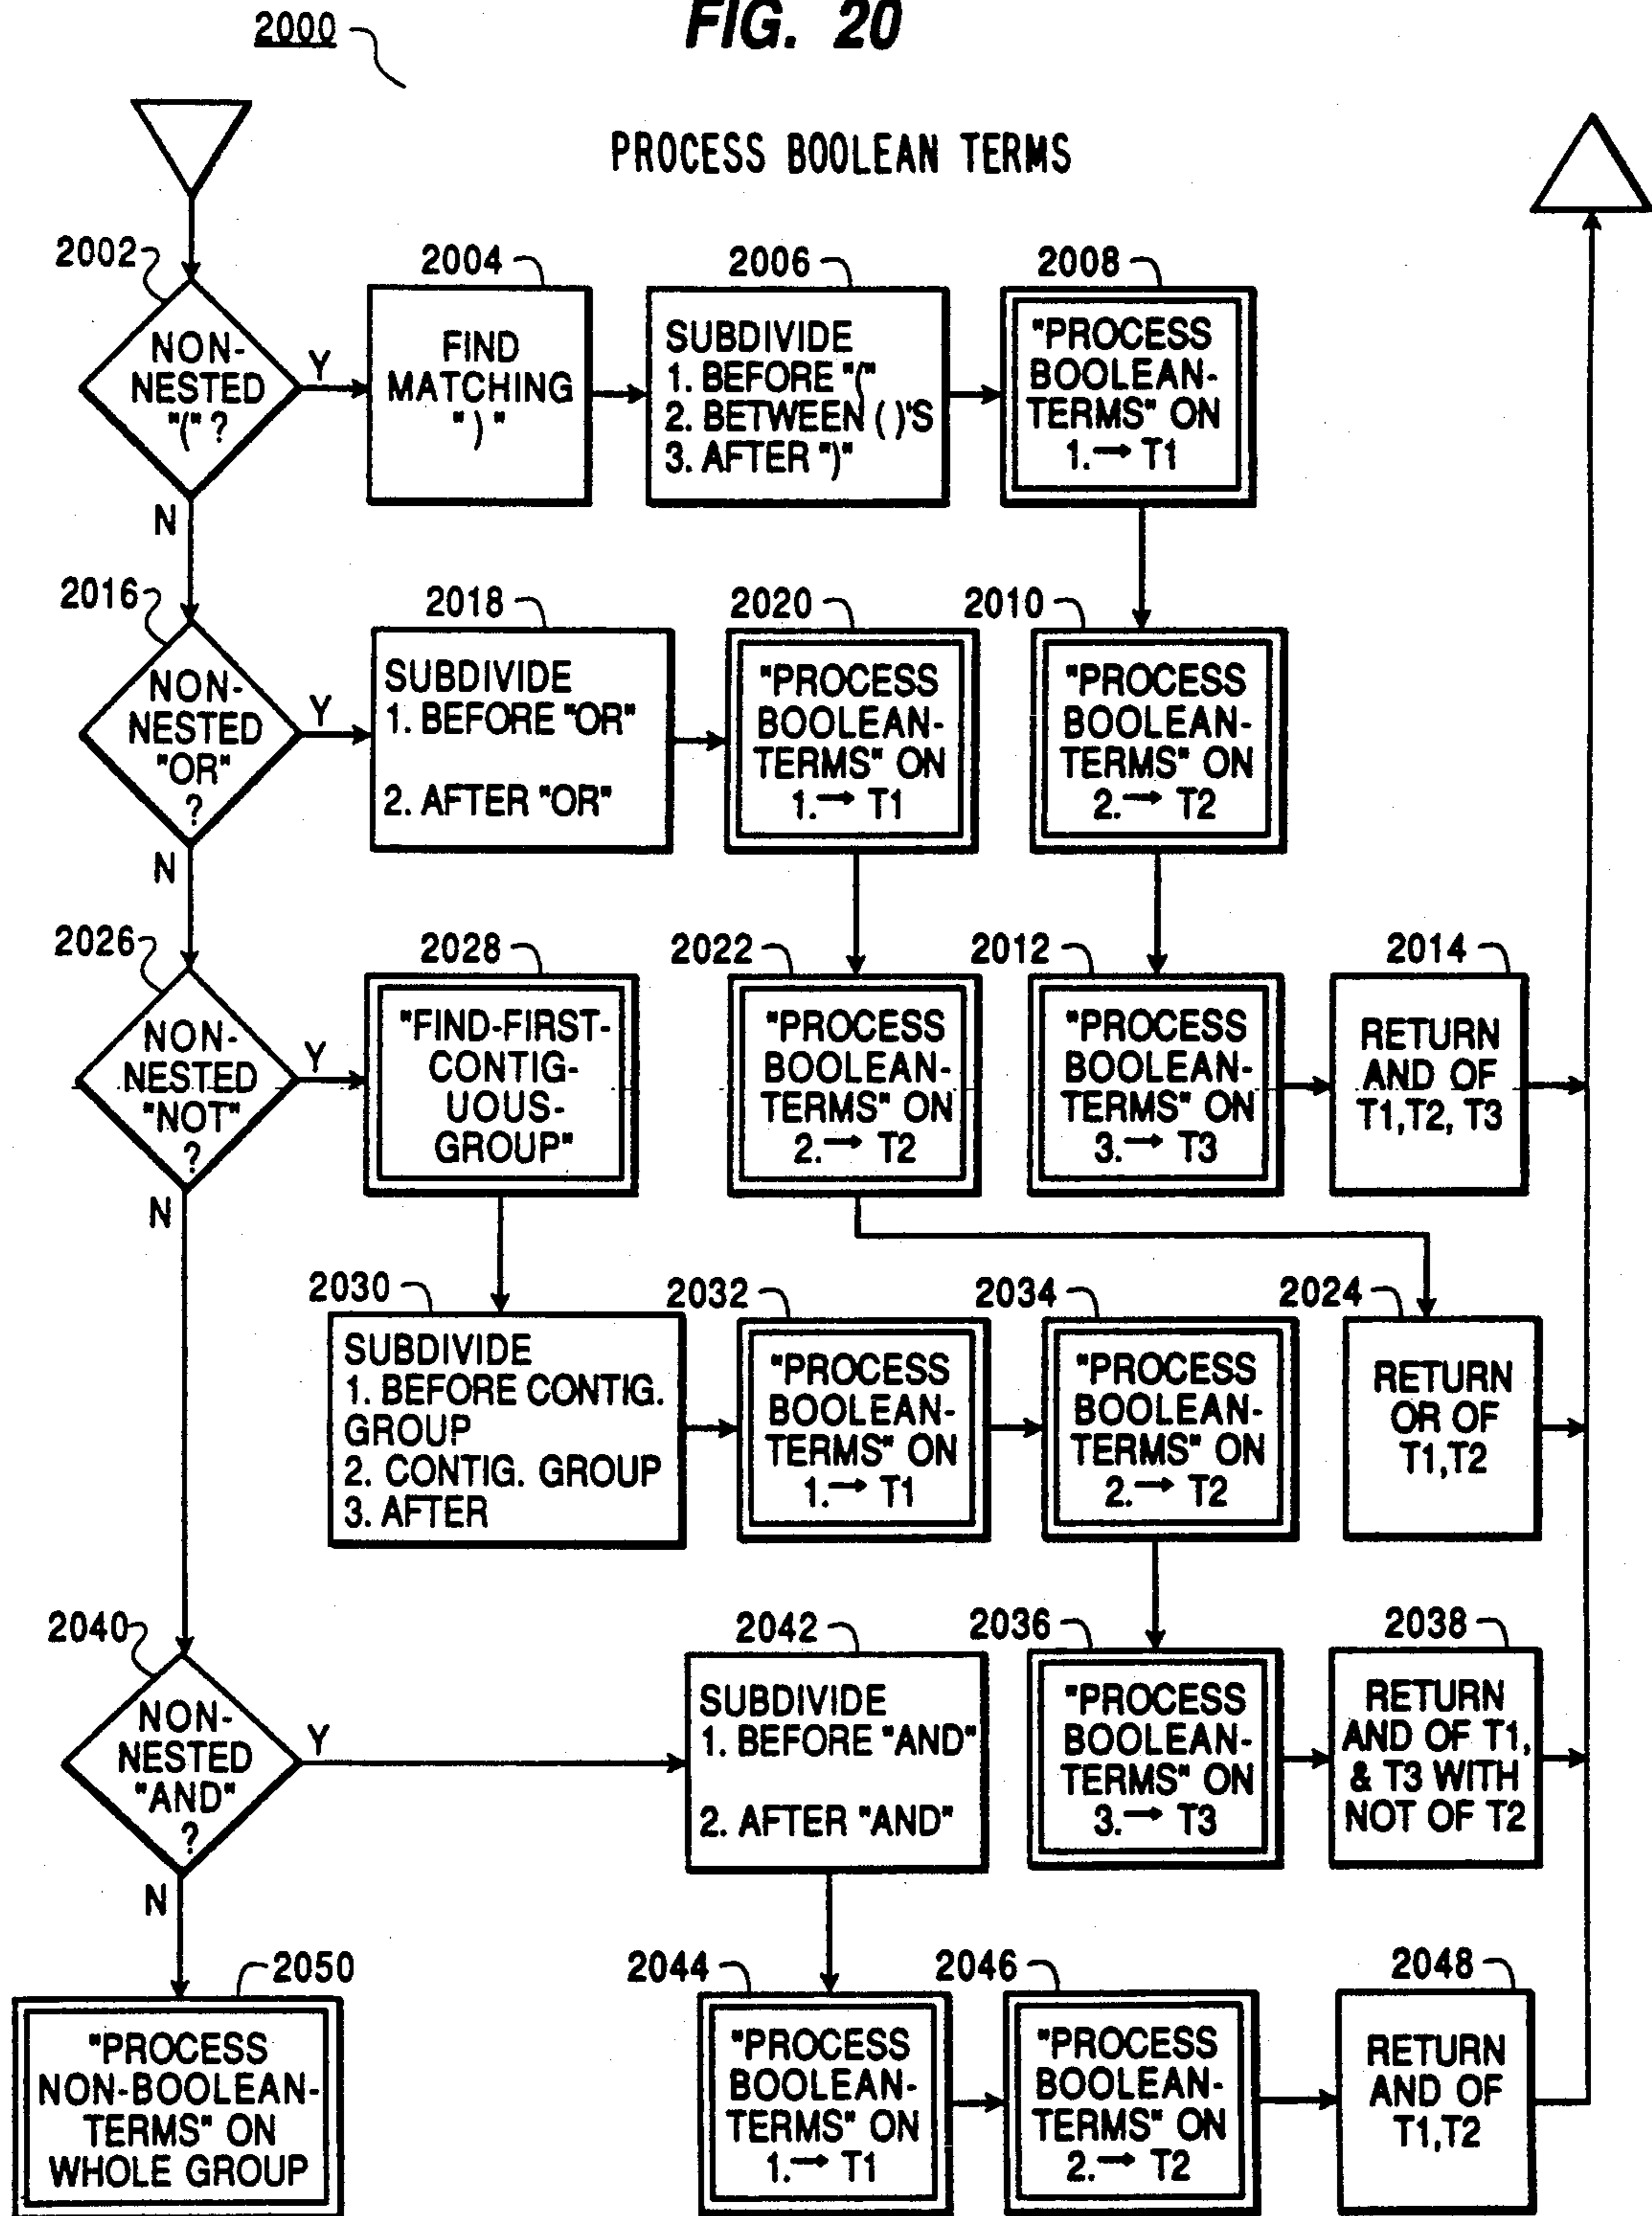 FIG. 20
2000
PROCESS BOOLEAN TERMS
2002
NON-
NESTED
"(" ?
Y
N
2004
FIND
MATCHING
")"
2006
SUBDIVIDE
1. BEFORE "("
2. BETWEEN ( )'S
3. AFTER ")"
2008
"PROCESS
BOOLEAN-
TERMS" ON
1.→ T1
2016
NON-
NESTED
"OR"
?
Y
N
2018
SUBDIVIDE
1. BEFORE "OR"
2. AFTER "OR"
2020
"PROCESS
BOOLEAN-
TERMS" ON
1.→ T1
2010
"PROCESS
BOOLEAN-
TERMS" ON
2.→ T2
2026
NON-
NESTED
"NOT"
?
Y
N
2028
"FIND-FIRST-
CONTIG-
UOUS-
GROUP"
2022
"PROCESS
BOOLEAN-
TERMS" ON
2.→ T2
2012
"PROCESS
BOOLEAN-
TERMS" ON
3.→ T3
2014
RETURN
AND OF
T1,T2, T3
2030
SUBDIVIDE
1. BEFORE CONTIG.
GROUP
2. CONTIG. GROUP
3. AFTER
2032
"PROCESS
BOOLEAN-
TERMS" ON
1.→ T1
2034
"PROCESS
BOOLEAN-
TERMS" ON
2.→ T2
2024
RETURN
OR OF
T1,T2
2040
NON-
NESTED
"AND"
?
Y
N
2042
SUBDIVIDE
1. BEFORE "AND"
2. AFTER "AND"
2036
"PROCESS
BOOLEAN-
TERMS" ON
3.→ T3
2038
RETURN
AND OF T1,
& T3 WITH
NOT OF T2
2050
"PROCESS
NON-BOOLEAN-
TERMS" ON
WHOLE GROUP
2044
"PROCESS
BOOLEAN-
TERMS" ON
1.→ T1
2046
"PROCESS
BOOLEAN-
TERMS" ON
2.→ T2
2048
RETURN
AND OF
T1,T2